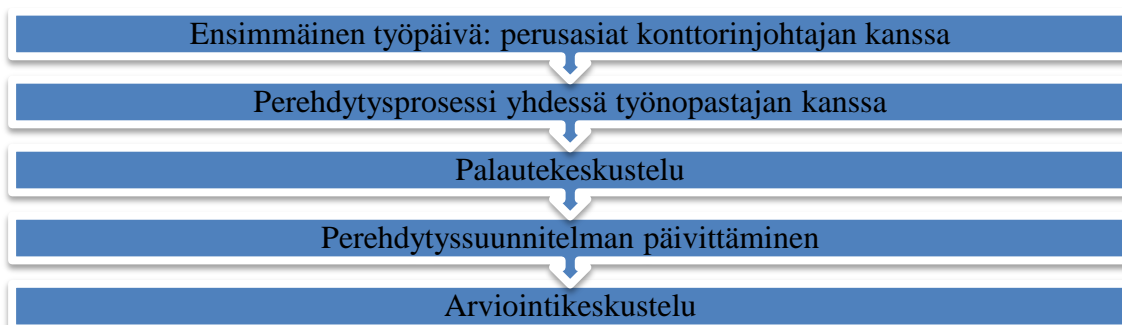 Ensimmäinen työpäivä: perusasiat konttorinjohtajan kanssa
Perehdytysprosessi yhdessä työnopastajan kanssa
Palautekeskustelu
Perehdytyssuunnitelman päivittäminen
Arviointikeskustelu